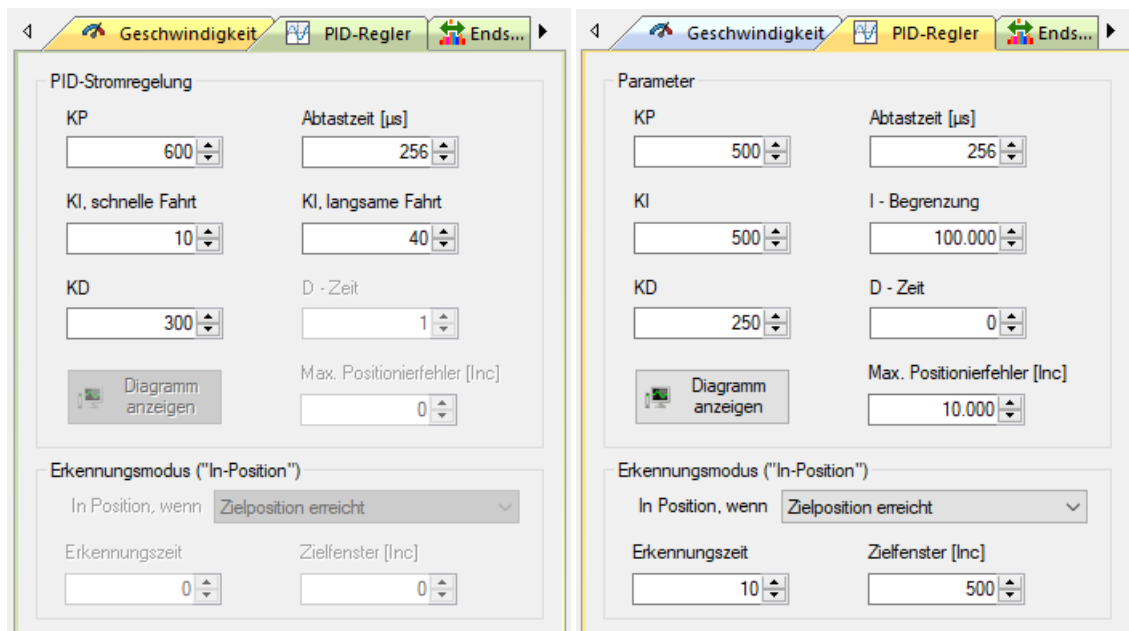 Geschwindigkeit PID-Regler Ends...
PID-Stromregelung
KP Abtastzeit [µs]
600 256
KI, schnelle Fahrt KI, langsame Fahrt
10 40
KD D - Zeit
300 1
Diagramm anzeigen Max. Positionierfehler [Inc]
0
Erkennungsmodus ("In-Position")
In Position, wenn Zielposition erreicht
Erkennungszeit Zielfenster [Inc]
0 0
Geschwindigkeit PID-Regler Ends...
Parameter
KP Abtastzeit [µs]
500 256
KI I - Begrenzung
500 100.000
KD D - Zeit
250 0
Diagramm anzeigen Max. Positionierfehler [Inc]
10.000
Erkennungsmodus ("In-Position")
In Position, wenn Zielposition erreicht
Erkennungszeit Zielfenster [Inc]
10 500